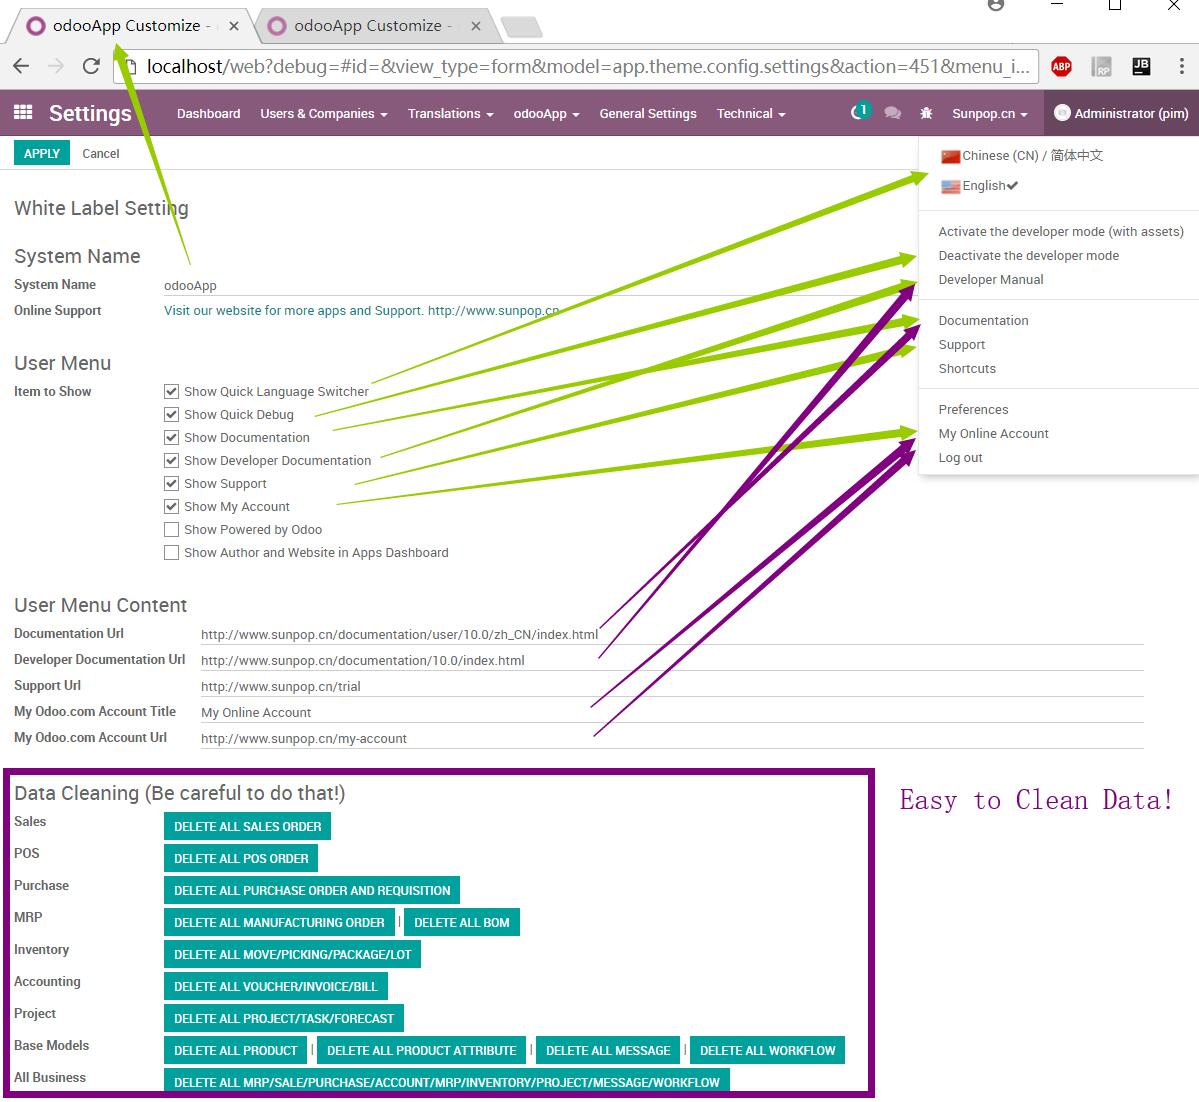 odooApp Customize -
odooApp Customize -
localhost/web?debug=#id=&view_type=form&model=app.theme.config.settings&action=451&menu_i...
ABP
RP
JB
Settings
Dashboard
Users & Companies
Translations
odooApp
General Settings
Technical
1
Sunpop.cn
Administrator (pim)
APPLY
Cancel
Chinese (CN) / 简体中文
English
Activate the developer mode (with assets)
Deactivate the developer mode
Developer Manual
Documentation
Support
Shortcuts
Preferences
My Online Account
Log out
White Label Setting
System Name
System Name odooApp
Online Support Visit our website for more apps and Support. http://www.sunpop.cn
User Menu
Item to Show
Show Quick Language Switcher
Show Quick Debug
Show Documentation
Show Developer Documentation
Show Support
Show My Account
Show Powered by Odoo
Show Author and Website in Apps Dashboard
User Menu Content
Documentation Url http://www.sunpop.cn/documentation/user/10.0/zh_CN/index.html
Developer Documentation Url http://www.sunpop.cn/documentation/10.0/index.html
Support Url http://www.sunpop.cn/trial
My Odoo.com Account Title My Online Account
My Odoo.com Account Url http://www.sunpop.cn/my-account
Data Cleaning (Be careful to do that!)
Easy to Clean Data!
Sales DELETE ALL SALES ORDER
POS DELETE ALL POS ORDER
Purchase DELETE ALL PURCHASE ORDER AND REQUISITION
MRP DELETE ALL MANUFACTURING ORDER | DELETE ALL BOM
Inventory DELETE ALL MOVE/PICKING/PACKAGE/LOT
Accounting DELETE ALL VOUCHER/INVOICE/BILL
Project DELETE ALL PROJECT/TASK/FORECAST
Base Models DELETE ALL PRODUCT | DELETE ALL PRODUCT ATTRIBUTE | DELETE ALL MESSAGE | DELETE ALL WORKFLOW
All Business DELETE ALL MRP/SALE/PURCHASE/ACCOUNT/MRP/INVENTORY/PROJECT/MESSAGE/WORKFLOW